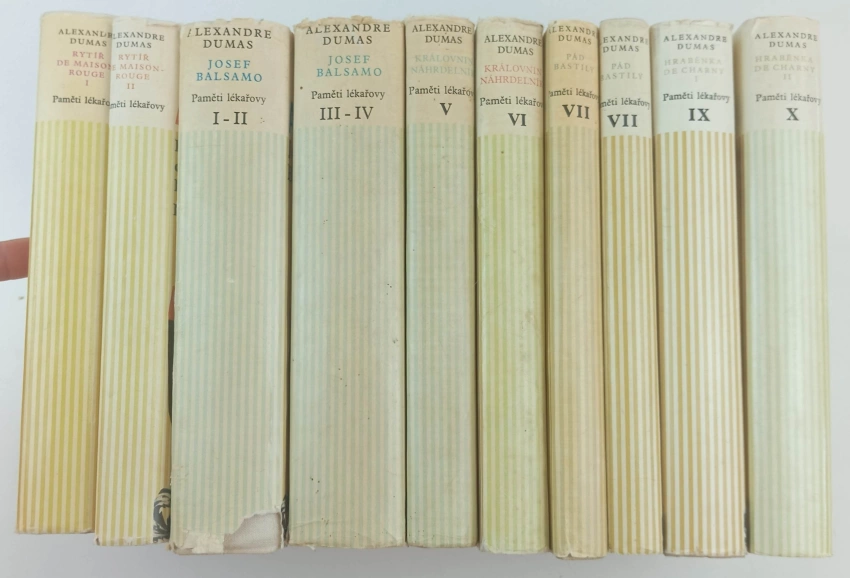 ALEXANDRE
DUMAS
RYTÍŘ
DE MAISON-
ROUGE
I
Paměti lékařovy
ALEXANDRE
DUMAS
RYTÍŘ
DE MAISON-
ROUGE
II
Paměti lékařovy
ALEXANDRE
DUMAS
JOSEF
BALSAMO
Paměti lékařovy
I-II
ALEXANDRE
DUMAS
JOSEF
BALSAMO
Paměti lékařovy
III-IV
ALEXANDRE
DUMAS
KRÁLOVNIN
NÁHRDELNÍK
Paměti lékařovy
V
ALEXANDRE
DUMAS
KRÁLOVNIN
NÁHRDELNÍK
Paměti lékařovy
VI
ALEXANDRE
DUMAS
PÁD
BASTILY
Paměti lékařovy
VII
ALEXANDRE
DUMAS
PÁD
BASTILY
Paměti lékařovy
VII
ALEXANDRE
DUMAS
HRABĚNKA
DE CHARNY
I
Paměti lékařovy
IX
ALEXANDRE
DUMAS
HRABĚNKA
DE CHARNY
II
Paměti lékařovy
X